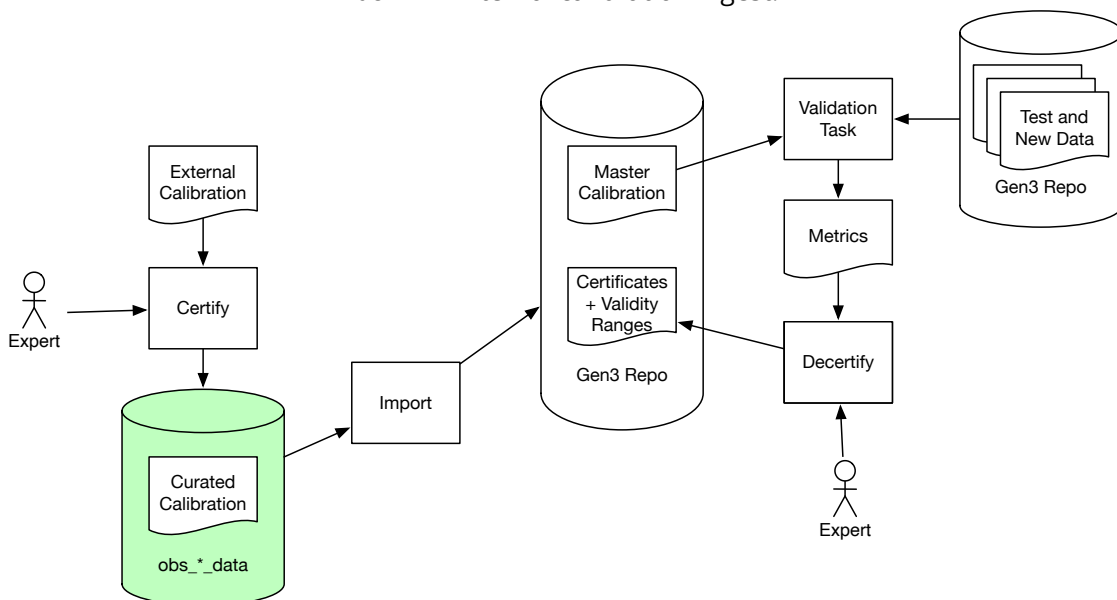 External
Calibration
Expert
Certify
Curated
Calibration
obs_*_data
Import
Master
Calibration
Certificates
+ Validity
Ranges
Gen3 Repo
Validation
Task
Metrics
Decertify
Expert
Test and
New Data
Gen3 Repo